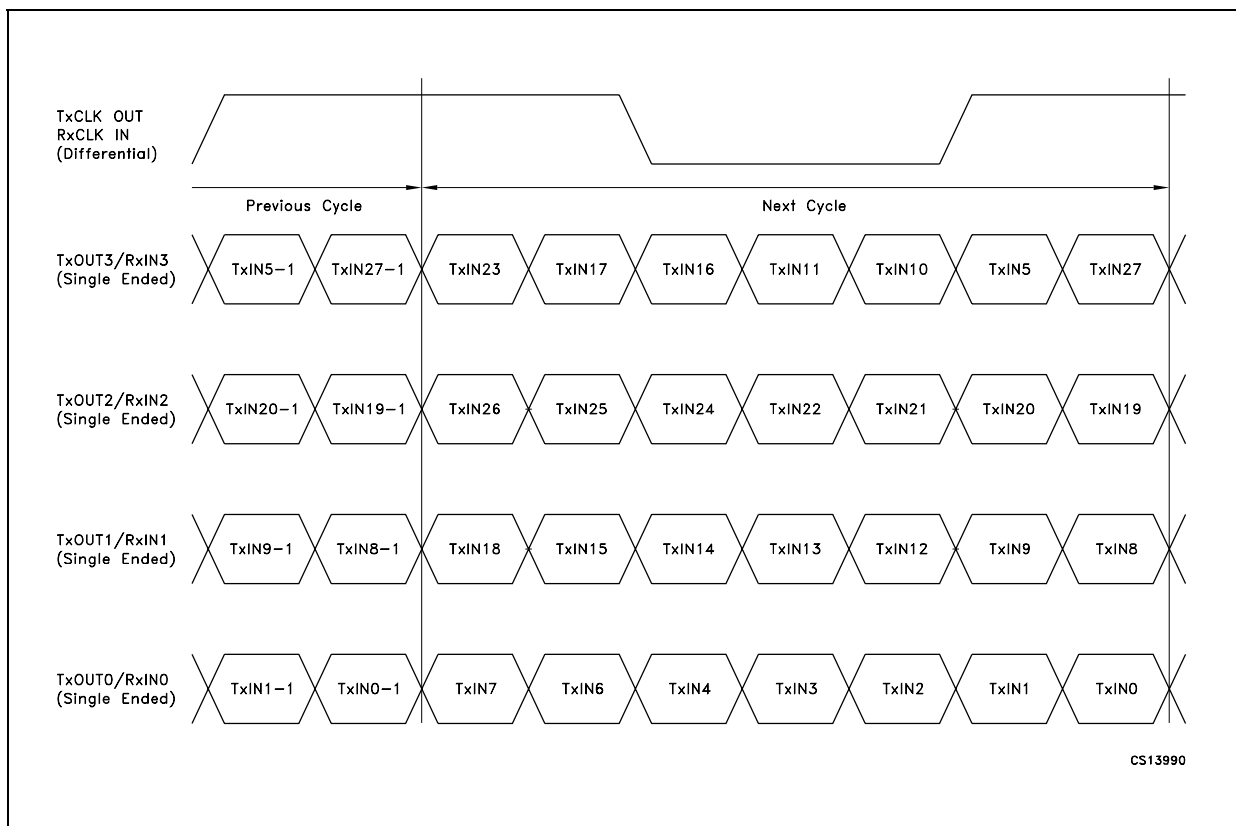 TxCLK OUT
RxCLK IN
(Differential)
Previous Cycle
Next Cycle
TxOUT3/RxIN3
(Single Ended)
TxIN5-1 TxIN27-1 TxIN23 TxIN17 TxIN16 TxIN11 TxIN10 TxIN5 TxIN27
TxOUT2/RxIN2
(Single Ended)
TxIN20-1 TxIN19-1 TxIN26 TxIN25 TxIN24 TxIN22 TxIN21 TxIN20 TxIN19
TxOUT1/RxIN1
(Single Ended)
TxIN9-1 TxIN8-1 TxIN18 TxIN15 TxIN14 TxIN13 TxIN12 TxIN9 TxIN8
TxOUT0/RxIN0
(Single Ended)
TxIN1-1 TxIN0-1 TxIN7 TxIN6 TxIN4 TxIN3 TxIN2 TxIN1 TxIN0
CS13990